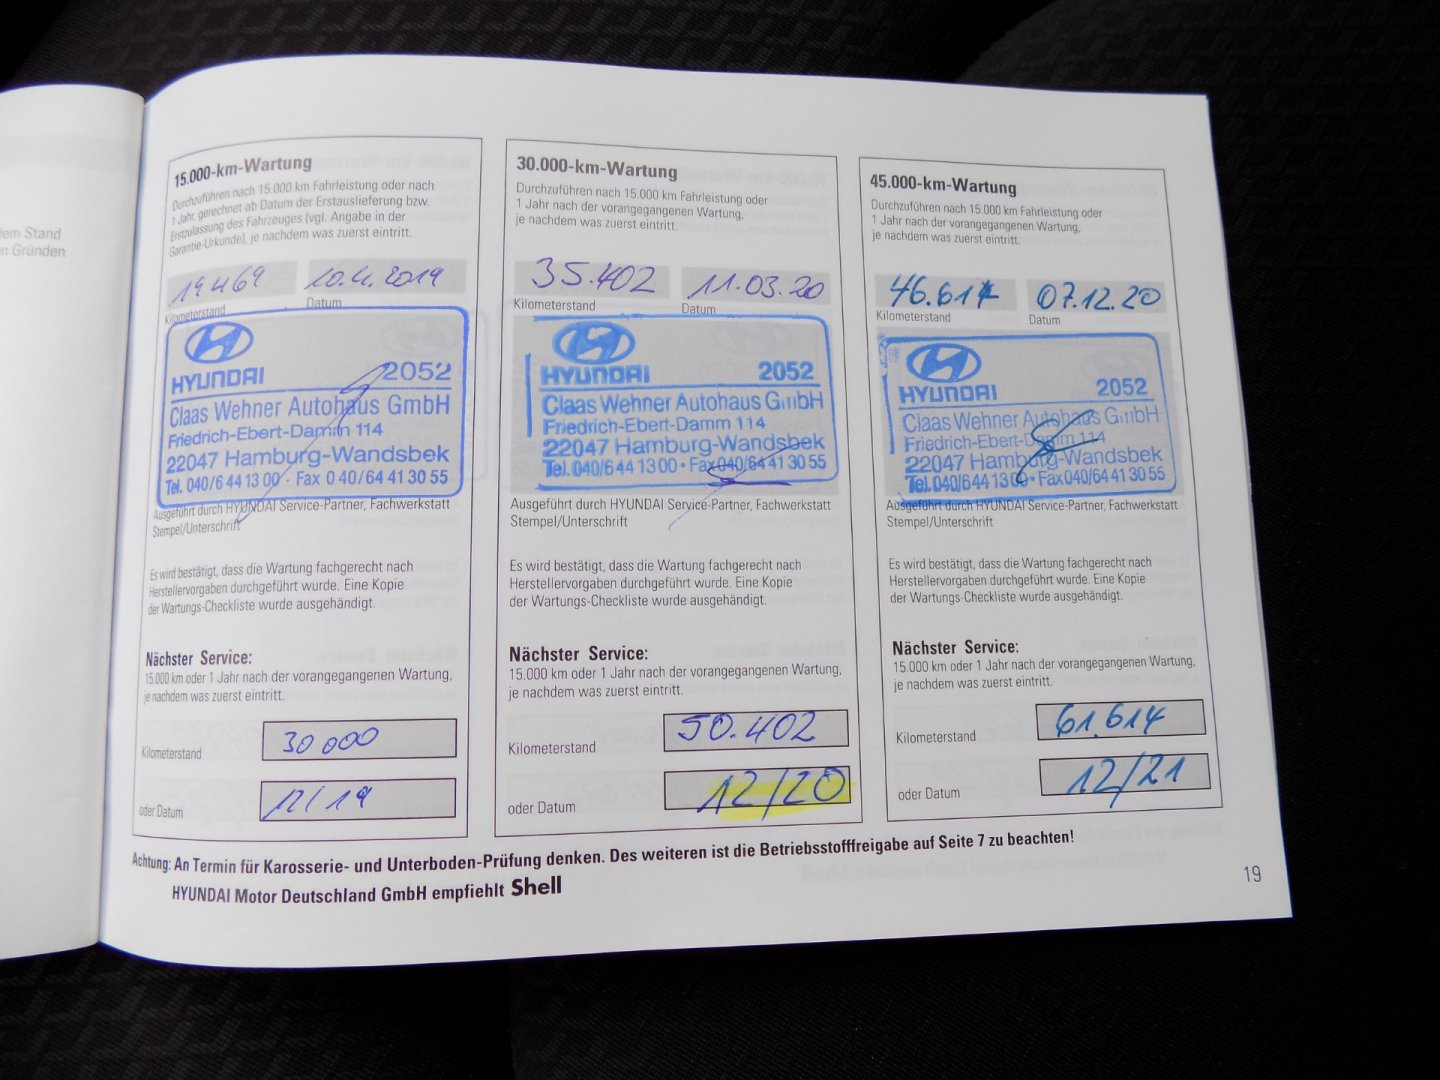 dem Stand
n Gründen
15.000-km-Wartung
Durchzuführen nach 15.000 km Fahrleistung oder nach
1 Jahr, gerechnet ab Datum der Erstauslieferung bzw.
Erstzulassung des Fahrzeuges (vgl. Angabe in der
Garantie-Urkunde), je nachdem was zuerst eintritt.
19469 10.4.2019
Kilometerstand Datum
HYUNDAI 2052
Claas Wehner Autohaus GmbH
Friedrich-Ebert-Damm 114
22047 Hamburg-Wandsbek
Tel. 040/6 44 13 00 · Fax 0 40/64 41 30 55
Ausgeführt durch HYUNDAI Service-Partner, Fachwerkstatt
Stempel/Unterschrift
Es wird bestätigt, dass die Wartung fachgerecht nach
Herstellervorgaben durchgeführt wurde. Eine Kopie
der Wartungs-Checkliste wurde ausgehändigt.
Nächster Service:
15.000 km oder 1 Jahr nach der vorangegangenen Wartung,
je nachdem was zuerst eintritt.
Kilometerstand 30000
oder Datum 12/19
30.000-km-Wartung
Durchzuführen nach 15.000 km Fahrleistung oder
1 Jahr nach der vorangegangenen Wartung,
je nachdem was zuerst eintritt.
35.402 11.03.20
Kilometerstand Datum
HYUNDAI 2052
Claas Wehner Autohaus GmbH
Friedrich-Ebert-Damm 114
22047 Hamburg-Wandsbek
Tel. 040/6 44 13 00 · Fax 040/64 41 30 55
Ausgeführt durch HYUNDAI Service-Partner, Fachwerkstatt
Stempel/Unterschrift
Es wird bestätigt, dass die Wartung fachgerecht nach
Herstellervorgaben durchgeführt wurde. Eine Kopie
der Wartungs-Checkliste wurde ausgehändigt.
Nächster Service:
15.000 km oder 1 Jahr nach der vorangegangenen Wartung,
je nachdem was zuerst eintritt.
Kilometerstand 50.402
oder Datum 12/20
45.000-km-Wartung
Durchzuführen nach 15.000 km Fahrleistung oder
1 Jahr nach der vorangegangenen Wartung,
je nachdem was zuerst eintritt.
46.614 07.12.20
Kilometerstand Datum
HYUNDAI 2052
Claas Wehner Autohaus GmbH
Friedrich-Ebert-Damm 114
22047 Hamburg-Wandsbek
Tel. 040/6 44 13 00 · Fax 040/64 41 30 55
Ausgeführt durch HYUNDAI Service-Partner, Fachwerkstatt
Stempel/Unterschrift
Es wird bestätigt, dass die Wartung fachgerecht nach
Herstellervorgaben durchgeführt wurde. Eine Kopie
der Wartungs-Checkliste wurde ausgehändigt.
Nächster Service:
15.000 km oder 1 Jahr nach der vorangegangenen Wartung,
je nachdem was zuerst eintritt.
Kilometerstand 61.614
oder Datum 12/21
Achtung: An Termin für Karosserie- und Unterboden-Prüfung denken. Des weiteren ist die Betriebsstofffreigabe auf Seite 7 zu beachten!
HYUNDAI Motor Deutschland GmbH empfiehlt Shell
19